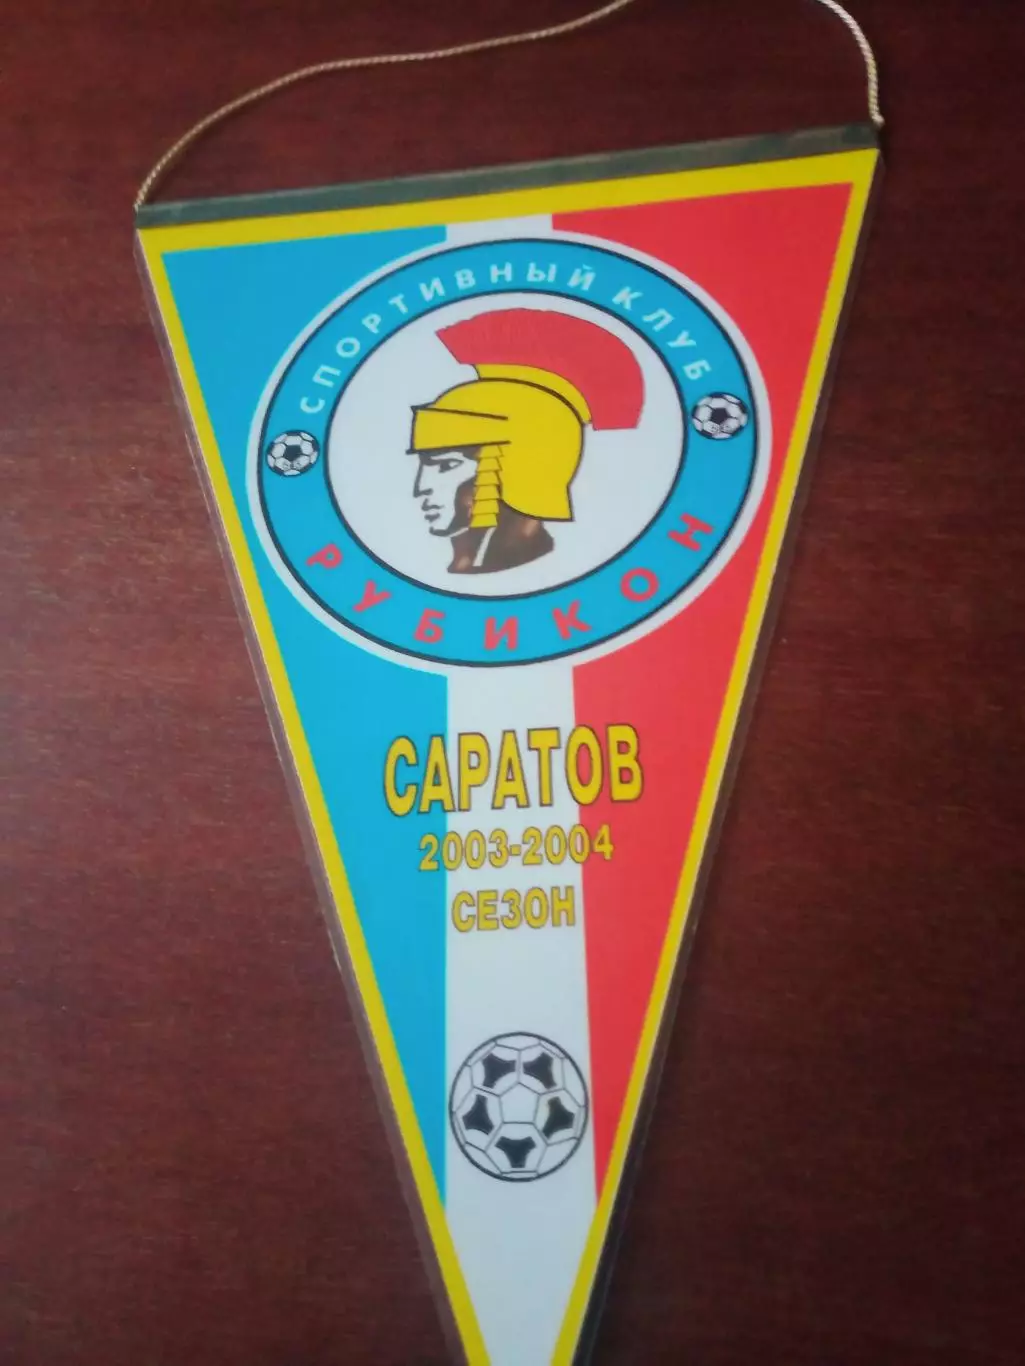 СПОРТИВНЫЙ КЛУБ
РУБИКОН
САРАТОВ
2003-2004
СЕЗОН